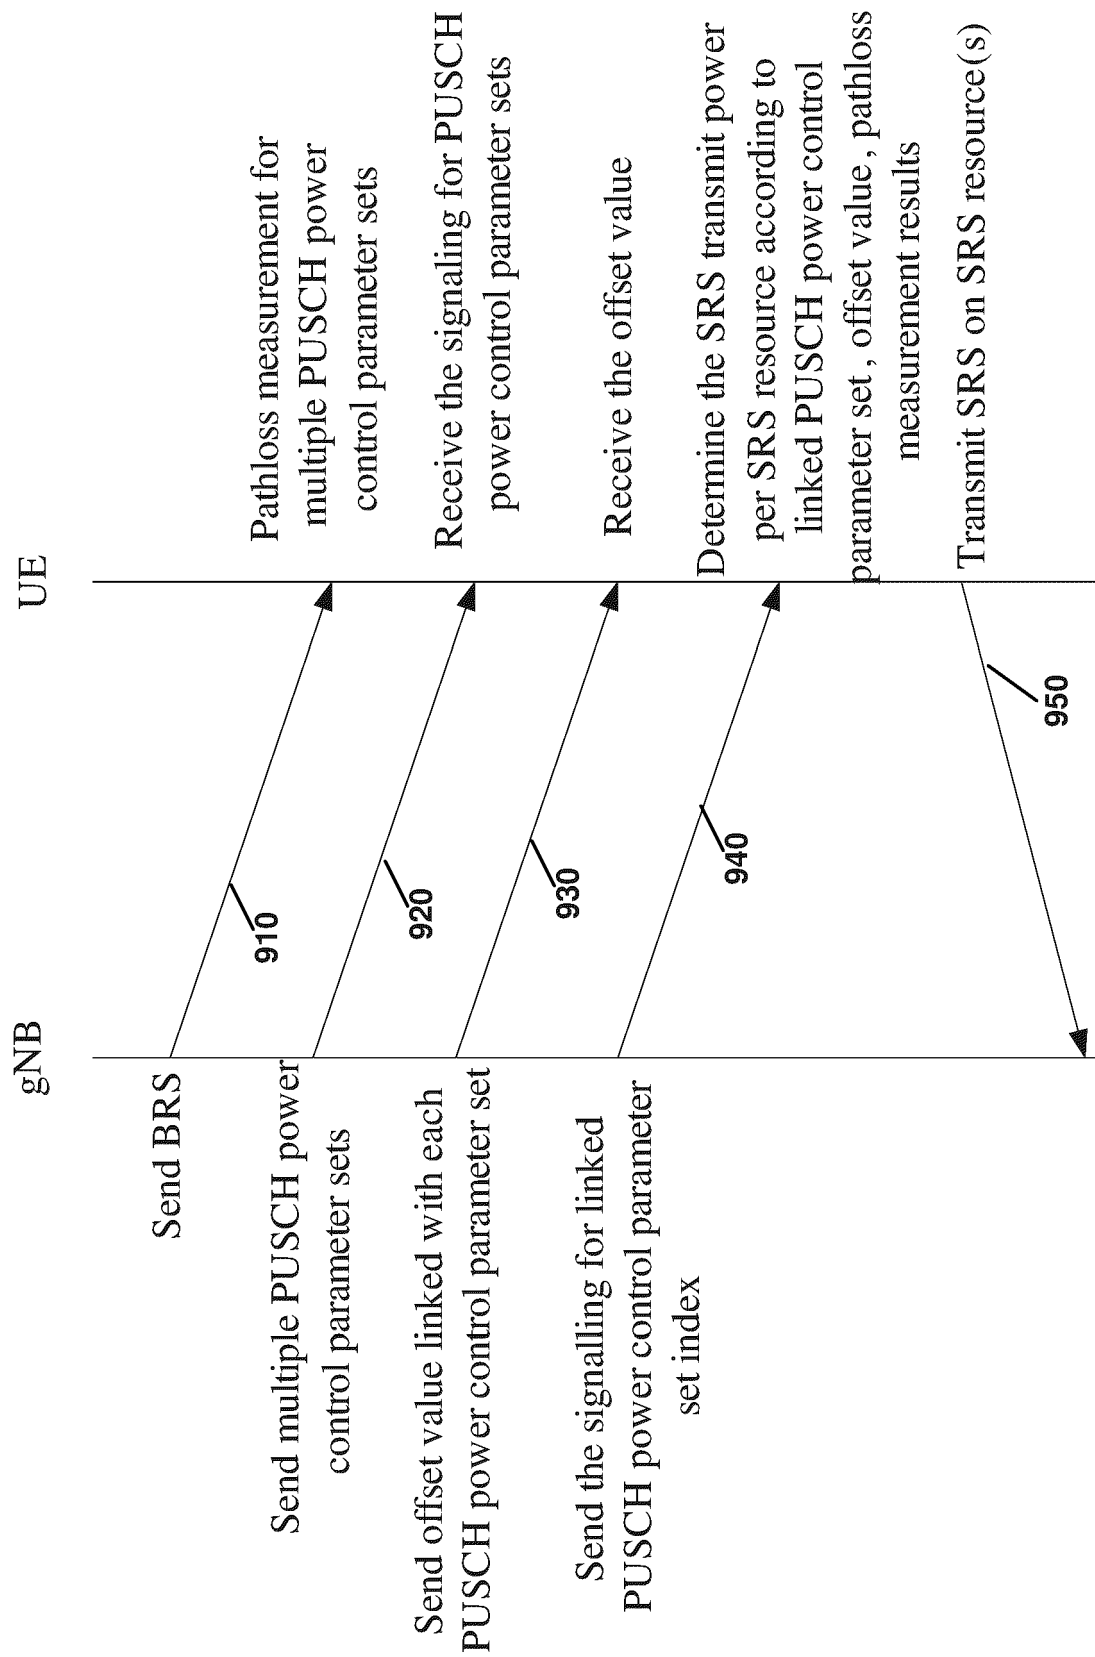 gNB
UE
Send BRS
910
Pathloss measurement for
multiple PUSCH power
control parameter sets
Send multiple PUSCH power
control parameter sets
920
Receive the signaling for PUSCH
power control parameter sets
Send offset value linked with each
PUSCH power control parameter set
930
Receive the offset value
Send the signalling for linked
PUSCH power control parameter
set index
940
Determine the SRS transmit power
per SRS resource according to
linked PUSCH power control
parameter set , offset value , pathloss
measurement results
950
Transmit SRS on SRS resource(s)